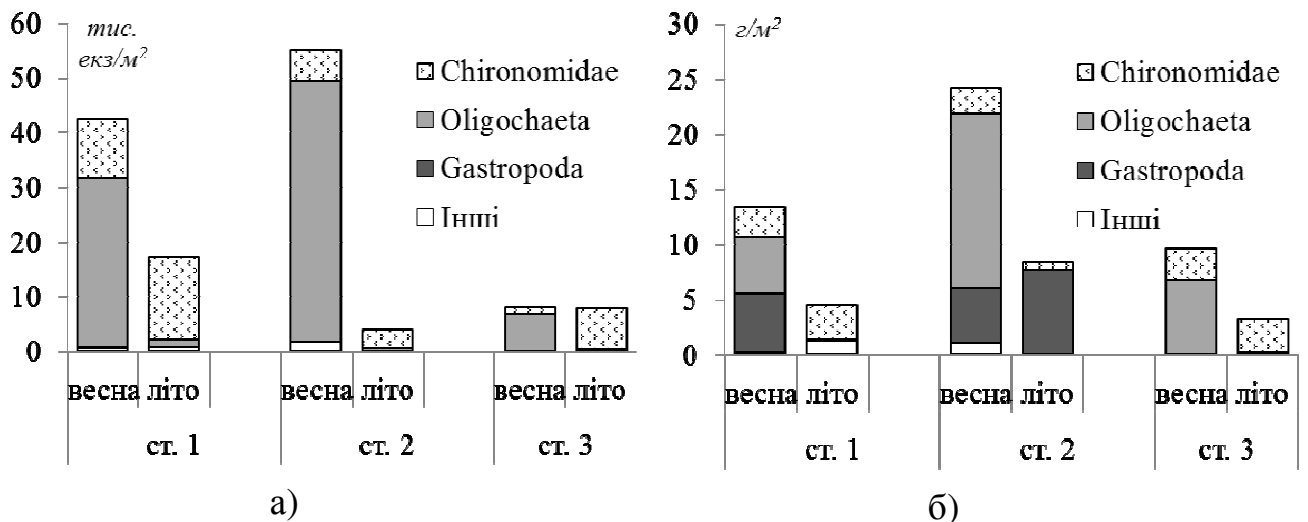 60
50
40
30
20
10
0
тис.
екз/м²
Chironomidae
Oligochaeta
Gastropoda
Інші
весна літо весна літо весна літо
ст. 1 ст. 2 ст. 3
а)
30
25
20
15
10
5
0
г/м²
Chironomidae
Oligochaeta
Gastropoda
Інші
весна літо весна літо весна літо
ст. 1 ст. 2 ст. 3
б)